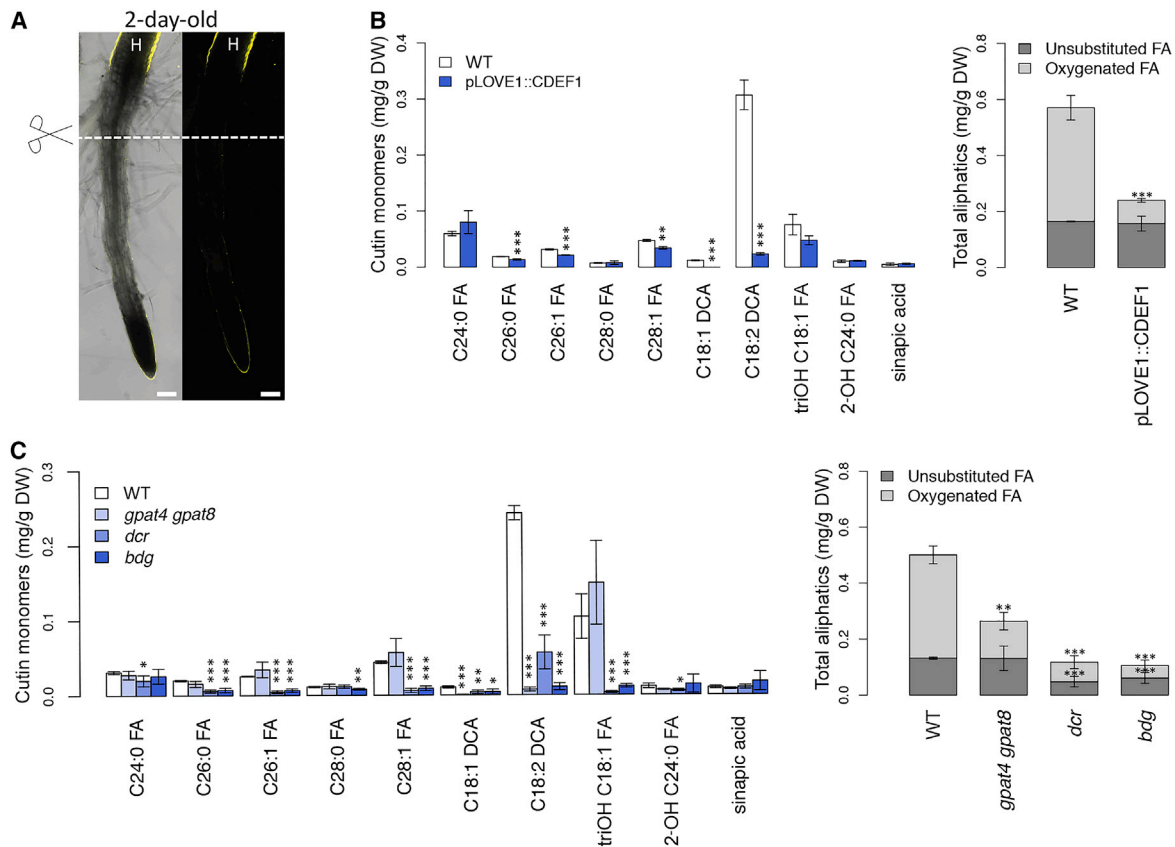 A
2-day-old
H
H
B
Cutin monomers (mg/g DW)
0.4
0.3
0.2
0.1
0.0
WT
pLOVE1::CDEF1
***
***
**
***
***
C24:0 FA
C26:0 FA
C26:1 FA
C28:0 FA
C28:1 FA
C18:1 DCA
C18:2 DCA
triOH C18:1 FA
2-OH C24:0 FA
sinapic acid
Total aliphatics (mg/g DW)
0.8
0.6
0.4
0.2
0.0
Unsubstituted FA
Oxygenated FA
***
WT
pLOVE1::CDEF1
C
Cutin monomers (mg/g DW)
0.3
0.2
0.1
0.0
WT
gpat4 gpat8
dcr
bdg
*
***
***
***
***
**
***
***
***
**
*
***
***
***
***
***
*
C24:0 FA
C26:0 FA
C26:1 FA
C28:0 FA
C28:1 FA
C18:1 DCA
C18:2 DCA
triOH C18:1 FA
2-OH C24:0 FA
sinapic acid
Total aliphatics (mg/g DW)
0.8
0.6
0.4
0.2
0.0
Unsubstituted FA
Oxygenated FA
**
***
***
***
***
WT
gpat4 gpat8
dcr
bdg